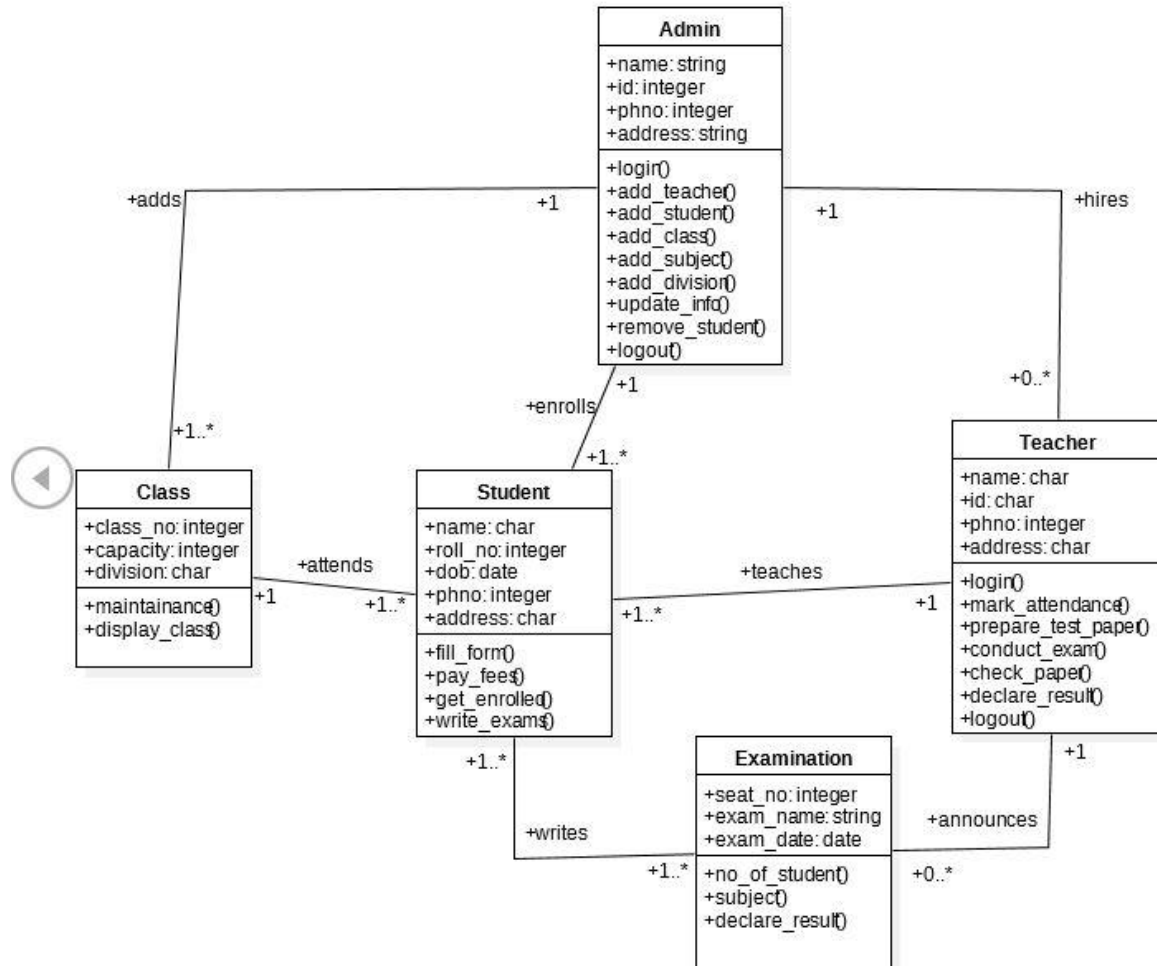 Admin
+name: string
+id: integer
+phno: integer
+address: string
+login()
+add_teacher()
+add_student()
+add_class()
+add_subject()
+add_division()
+update_info()
+remove_student()
+logout()
+adds
+1
+1
+hires
+1
+enrolls
+0..*
+1..*
+1..*
Class
+class_no: integer
+capacity: integer
+division: char
+maintainance()
+display_class()
+attends
+1
+1..*
Student
+name: char
+roll_no: integer
+dob: date
+phno: integer
+address: char
+fill_form()
+pay_fees()
+get_enrolled()
+write_exams()
+teaches
+1..*
+1
Teacher
+name: char
+id: char
+phno: integer
+address: char
+login()
+mark_attendance()
+prepare_test_paper()
+conduct_exam()
+check_paper()
+declare_result()
+logout()
+1..*
+1
+writes
+announces
+1..*
+0..*
Examination
+seat_no: integer
+exam_name: string
+exam_date: date
+no_of_student()
+subject()
+declare_result()